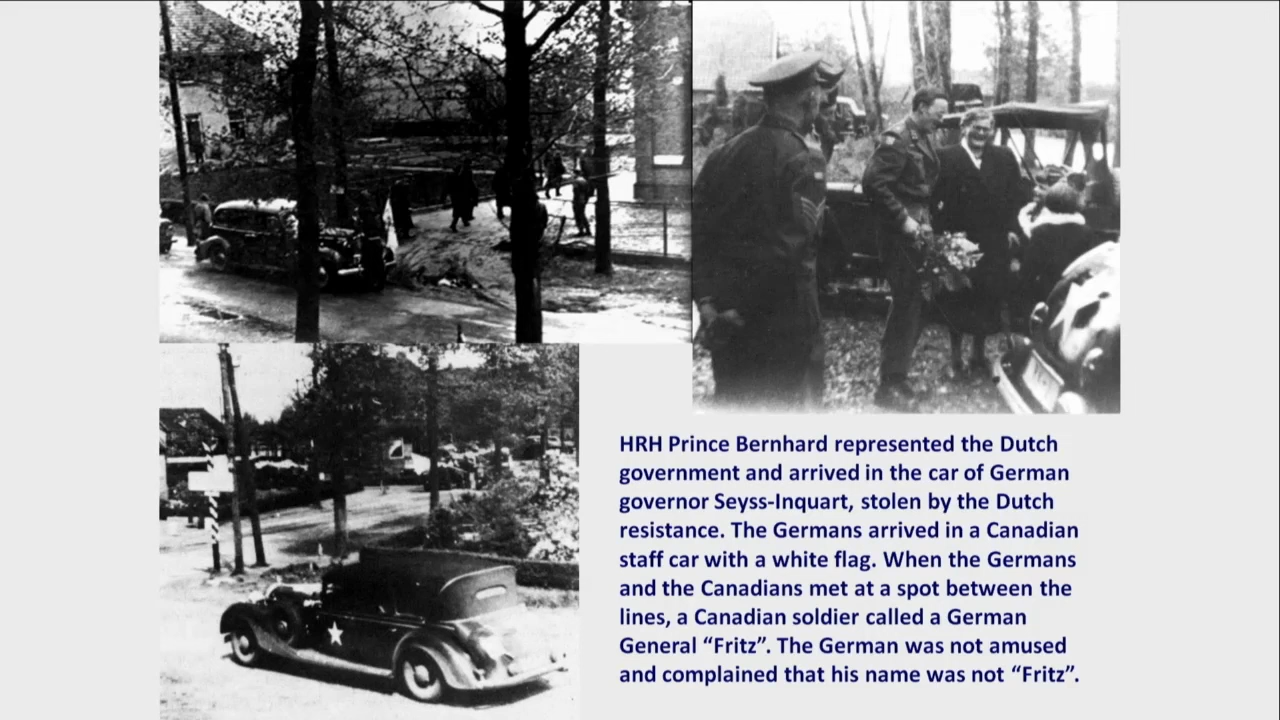 HRH Prince Bernhard represented the Dutch
government and arrived in the car of German
governor Seyss-Inquart, stolen by the Dutch
resistance. The Germans arrived in a Canadian
staff car with a white flag. When the Germans
and the Canadians met at a spot between the
lines, a Canadian soldier called a German
General “Fritz”. The German was not amused
and complained that his name was not “Fritz”.